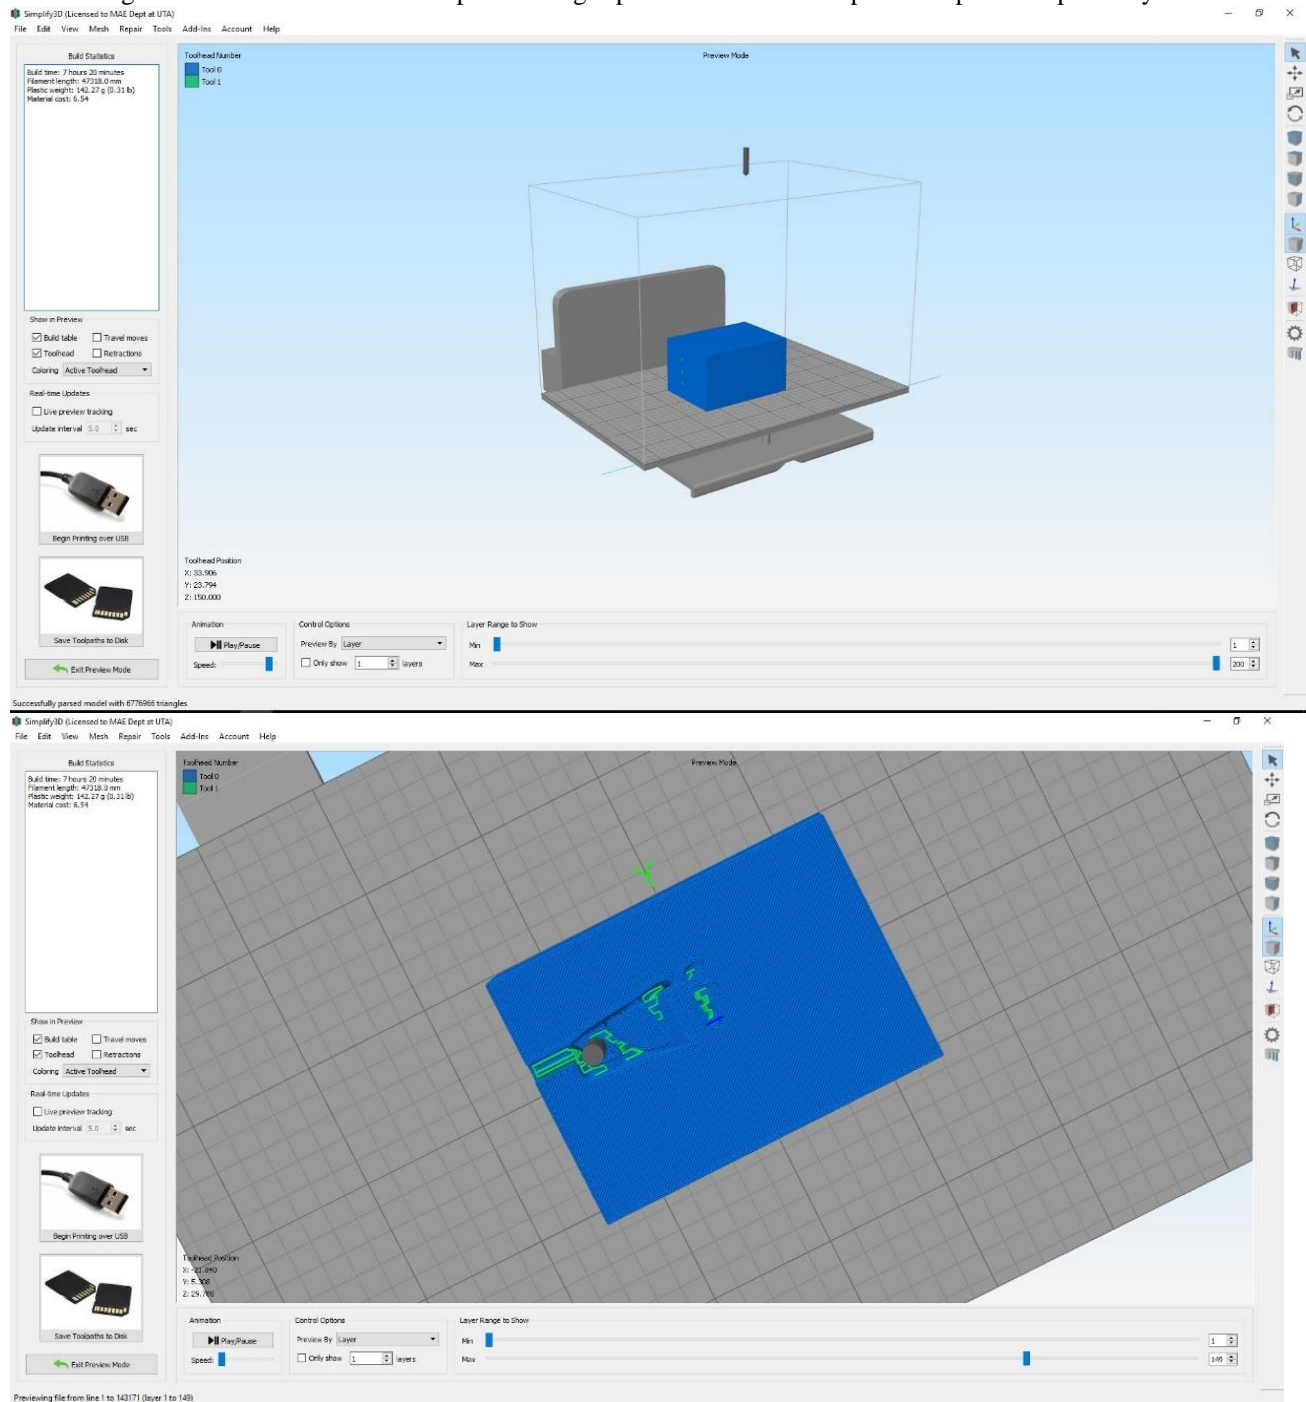 Simplify3D (Licensed to MAE Dept at UTA)
File Edit View Mesh Repair Tools Add-Ins Account Help
Build Statistics
Build time: 7 hours 20 minutes
Filament length: 47318.0 mm
Plastic weight: 142.27 g (0.31 lb)
Material cost: 6.54
Show in Preview
Build table Travel moves
Toolhead Retractions
Coloring Active Toolhead
Real-time Updates
Live preview tracking
Update interval 5.0 sec
Begin Printing over USB
Save Toolpaths to Disk
Exit Preview Mode
Toolhead Number
Tool 0
Tool 1
Preview Mode
Toolhead Position
X: 33.906
Y: 23.794
Z: 150.000
Animation
Play/Pause
Speed:
Control Options
Preview By Layer
Only show 1 layers
Layer Range to Show
Min 1
Max 200
Successfully parsed model with 6776966 triangles
Simplify3D (Licensed to MAE Dept at UTA)
File Edit View Mesh Repair Tools Add-Ins Account Help
Build Statistics
Build time: 7 hours 20 minutes
Filament length: 47318.0 mm
Plastic weight: 142.27 g (0.31 lb)
Material cost: 6.54
Show in Preview
Build table Travel moves
Toolhead Retractions
Coloring Active Toolhead
Real-time Updates
Live preview tracking
Update interval 5.0 sec
Begin Printing over USB
Save Toolpaths to Disk
Exit Preview Mode
Toolhead Number
Tool 0
Tool 1
Preview Mode
Toolhead Position
X: -21.840
Y: 5.308
Animation
Play/Pause
Speed:
Control Options
Preview By Layer
Only show 1 layers
Layer Range to Show
Min 1
Max 149
Previewing file from line 1 to 143171 (layer 1 to 149)